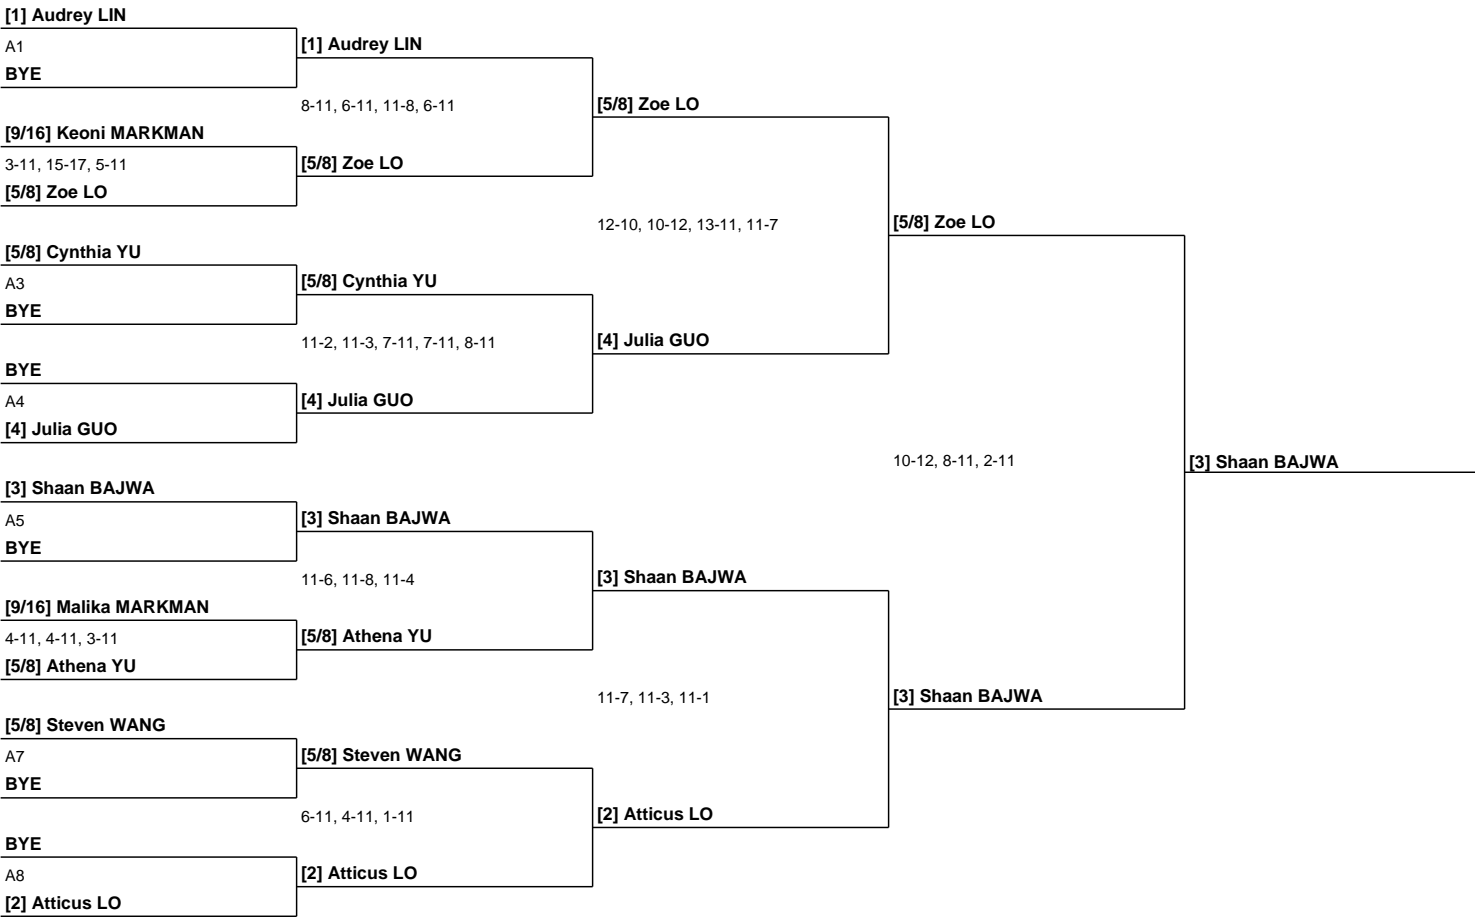 [1] Audrey LIN
A1
BYE
[9/16] Keoni MARKMAN
3-11, 15-17, 5-11
[5/8] Zoe LO
[5/8] Cynthia YU
A3
BYE
BYE
A4
[4] Julia GUO
[3] Shaan BAJWA
A5
BYE
[9/16] Malika MARKMAN
4-11, 4-11, 3-11
[5/8] Athena YU
[5/8] Steven WANG
A7
BYE
BYE
A8
[2] Atticus LO
[1] Audrey LIN
8-11, 6-11, 11-8, 6-11
[5/8] Zoe LO
[5/8] Cynthia YU
11-2, 11-3, 7-11, 7-11, 8-11
[4] Julia GUO
[3] Shaan BAJWA
11-6, 11-8, 11-4
[5/8] Athena YU
[5/8] Steven WANG
6-11, 4-11, 1-11
[2] Atticus LO
[5/8] Zoe LO
12-10, 10-12, 13-11, 11-7
[4] Julia GUO
[3] Shaan BAJWA
11-7, 11-3, 11-1
[2] Atticus LO
[5/8] Zoe LO
10-12, 8-11, 2-11
[3] Shaan BAJWA
[3] Shaan BAJWA